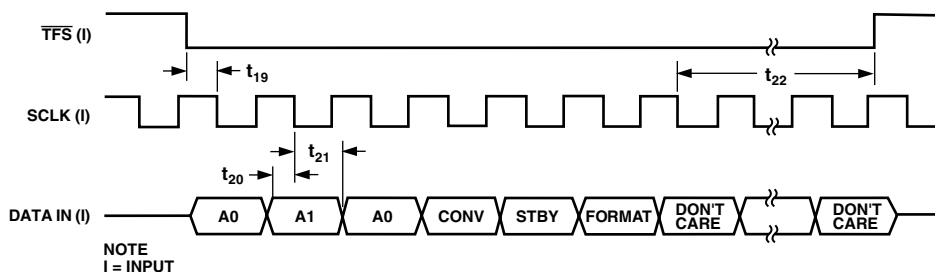 TFS (I)
t19
t22
SCLK (I)
t21
t20
DATA IN (I)
A0
A1
A0
CONV
STBY
FORMAT
DON'T
CARE
DON'T
CARE
NOTE
I = INPUT